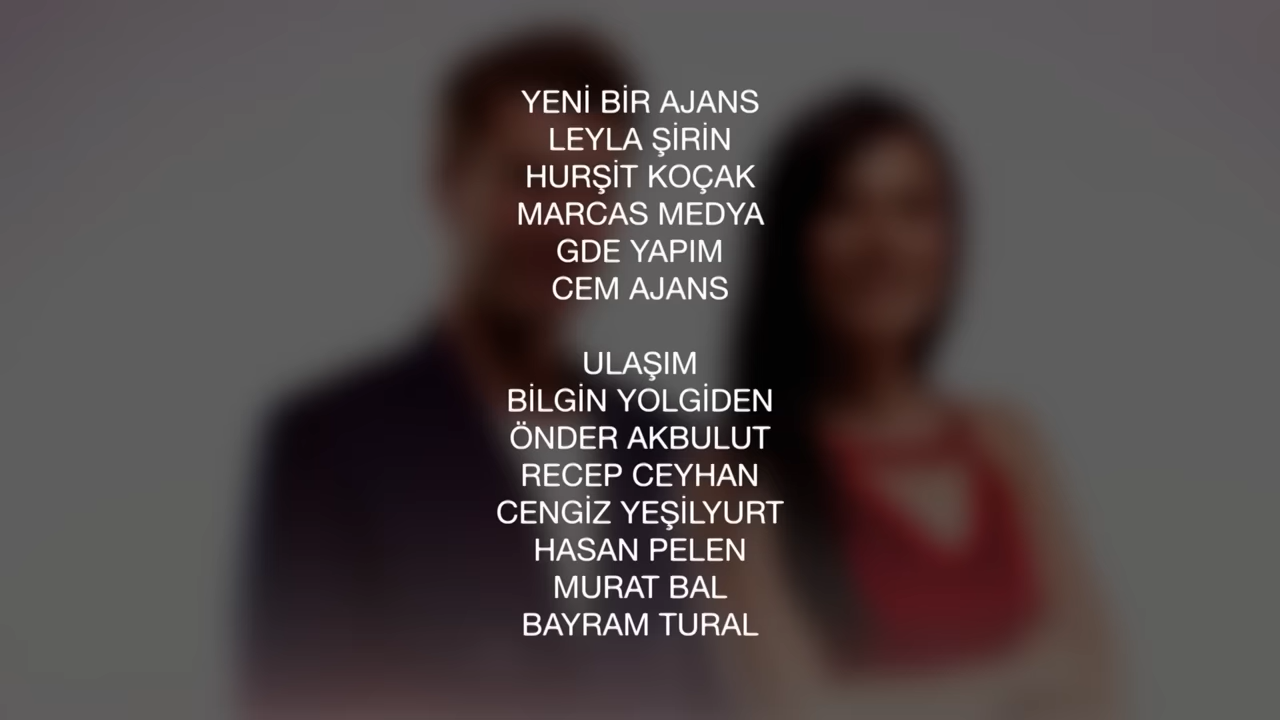 YENİ BİR AJANS
LEYLA ŞİRİN
HURŞİT KOÇAK
MARCAS MEDYA
GDE YAPIM
CEM AJANS
ULAŞIM
BİLGİN YOLGİDEN
ÖNDER AKBULUT
RECEP CEYHAN
CENGİZ YEŞİLYURT
HASAN PELEN
MURAT BAL
BAYRAM TURAL